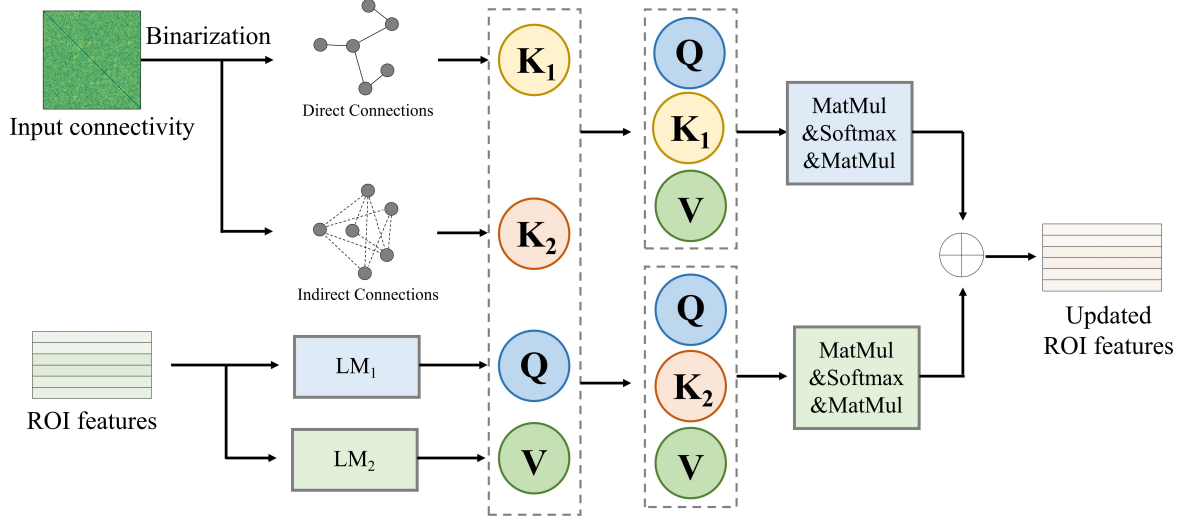 Binarization
Input connectivity
Direct Connections
Indirect Connections
ROI features
LM₁
LM₂
K₁
K₂
Q
V
Q
K₁
V
Q
K₂
V
MatMul
&Softmax
&MatMul
MatMul
&Softmax
&MatMul
Updated
ROI features